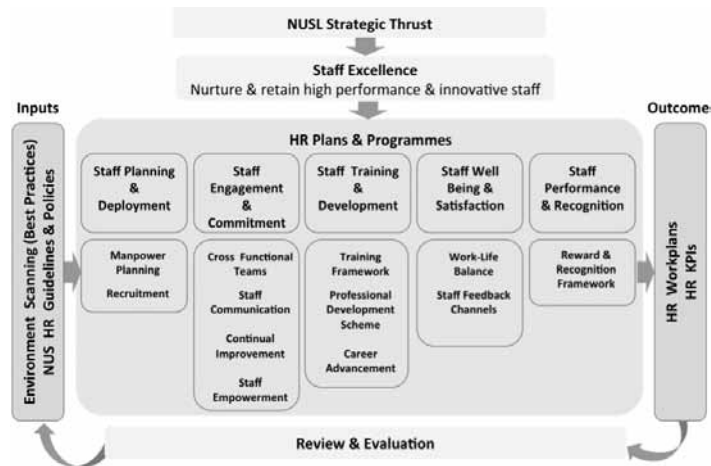 NUSL Strategic Thrust
Staff Excellence
Nurture & retain high performance & innovative staff
Inputs
Outcome
Environment Scanning (Best Practices)
NUS HR Guidelines & Policies
HR Plans & Programmes
Staff Planning
&
Deployment
Staff
Engagement
&
Commitment
Staff Training
&
Development
Staff Well
Being &
Satisfaction
Staff
Performance
& Recognition
Manpower
Planning
Recruitment
Cross Functional
Teams
Staff
Communication
Continual
Improvement
Staff
Empowerment
Training
Framework
Professional
Development
Scheme
Career
Advancement
Work-Life
Balance
Staff Feedback
Channels
Reward &
Recognition
Framework
HR Workplans
HR KPIs
Review & Evaluation